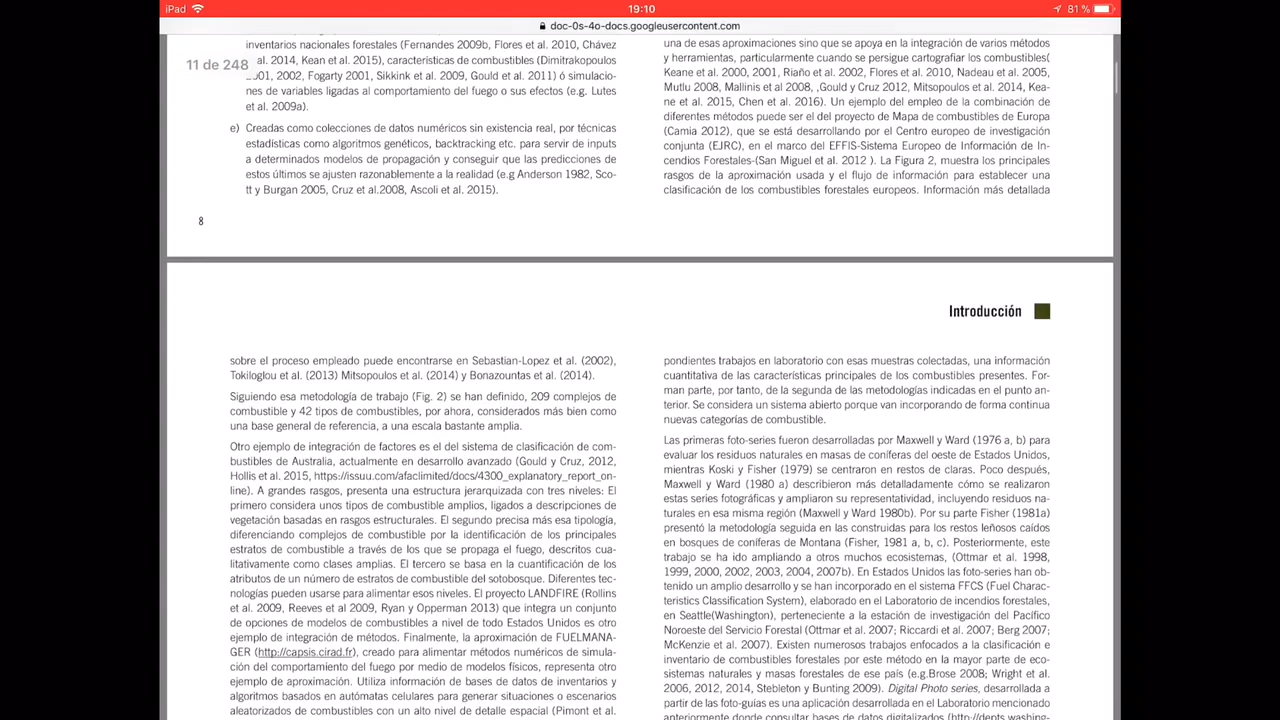 iPad
19:10
81 %
doc-0s-4o-docs.googleusercontent.com
11 de 248
inventarios nacionales forestales (Fernandes 2009b, Flores et al. 2010, Chávez
al. 2014, Kean et al. 2015), características de combustibles (Dimitrakopoulos
2001, 2002, Fogarty 2001, Sikkink et al. 2009, Gould et al. 2011) ó simulacio-
nes de variables ligadas al comportamiento del fuego o sus efectos (e.g. Lutes
et al. 2009a).
e) Creadas como colecciones de datos numéricos sin existencia real, por técnicas
estadísticas como algoritmos genéticos, backtracking etc. para servir de inputs
a determinados modelos de propagación y conseguir que las predicciones de
estos últimos se ajusten razonablemente a la realidad (e.g Anderson 1982, Sco-
tt y Burgan 2005, Cruz et al.2008, Ascoli et al. 2015).
8
una de esas aproximaciones sino que se apoya en la integración de varios métodos
y herramientas, particularmente cuando se persigue cartografiar los combustibles(
Keane et al. 2000, 2001, Riaño et al. 2002, Flores et al. 2010, Nadeau et al. 2005,
Mutlu 2008, Mallinis et al 2008, ,Gould y Cruz 2012, Mitsopoulos et al. 2014, Kea-
ne et al. 2015, Chen et al. 2016). Un ejemplo del empleo de la combinación de
diferentes métodos puede ser el del proyecto de Mapa de combustibles de Europa
(Camia 2012), que se está desarrollando por el Centro europeo de investigación
conjunta (EJRC), en el marco del EFFIS-Sistema Europeo de Información de In-
cendios Forestales-(San Miguel et al. 2012 ). La Figura 2, muestra los principales
rasgos de la aproximación usada y el flujo de información para establecer una
clasificación de los combustibles forestales europeos. Información más detallada
Introducción
sobre el proceso empleado puede encontrarse en Sebastian-Lopez et al. (2002),
Tokiloglou et al. (2013) Mitsopoulos et al. (2014) y Bonazountas et al. (2014).
Siguiendo esa metodología de trabajo (Fig. 2) se han definido, 209 complejos de
combustible y 42 tipos de combustibles, por ahora, considerados más bien como
una base general de referencia, a una escala bastante amplia.
Otro ejemplo de integración de factores es el del sistema de clasificación de com-
bustibles de Australia, actualmente en desarrollo avanzado (Gould y Cruz, 2012,
Hollis et al. 2015, https://issuu.com/afaclimited/docs/4300_explanatory_report_on-
line). A grandes rasgos, presenta una estructura jerarquizada con tres niveles: El
primero considera unos tipos de combustible amplios, ligados a descripciones de
vegetación basadas en rasgos estructurales. El segundo precisa más esa tipología,
diferenciando complejos de combustible por la identificación de los principales
estratos de combustible a través de los que se propaga el fuego, descritos cua-
litativamente como clases amplias. El tercero se basa en la cuantificación de los
atributos de un número de estratos de combustible del sotobosque. Diferentes tec-
nologías pueden usarse para alimentar esos niveles. El proyecto LANDFIRE (Rollins
et al. 2009, Reeves et al 2009, Ryan y Opperman 2013) que integra un conjunto
de opciones de modelos de combustibles a nivel de todo Estados Unidos es otro
ejemplo de integración de métodos. Finalmente, la aproximación de FUELMANA-
GER (http://capsis.cirad.fr), creado para alimentar métodos numéricos de simula-
ción del comportamiento del fuego por medio de modelos físicos, representa otro
ejemplo de aproximación. Utiliza información de bases de datos de inventarios y
algoritmos basados en autómatas celulares para generar situaciones o escenarios
aleatorizados de combustibles con un alto nivel de detalle espacial (Pimont et al.
pondientes trabajos en laboratorio con esas muestras colectadas, una información
cuantitativa de las características principales de los combustibles presentes. For-
man parte, por tanto, de la segunda de las metodologías indicadas en el punto an-
terior. Se considera un sistema abierto porque van incorporando de forma continua
nuevas categorías de combustible.
Las primeras foto-series fueron desarrolladas por Maxwell y Ward (1976 a, b) para
evaluar los residuos naturales en masas de coníferas del oeste de Estados Unidos,
mientras Koski y Fisher (1979) se centraron en restos de claras. Poco después,
Maxwell y Ward (1980 a) describieron más detalladamente cómo se realizaron
estas series fotográficas y ampliaron su representatividad, incluyendo residuos na-
turales en esa misma región (Maxwell y Ward 1980b). Por su parte Fisher (1981a)
presentó la metodología seguida en las construidas para los restos leñosos caídos
en bosques de coníferas de Montana (Fisher, 1981 a, b, c). Posteriormente, este
trabajo se ha ido ampliando a otros muchos ecosistemas, (Ottmar et al. 1998,
1999, 2000, 2002, 2003, 2004, 2007b). En Estados Unidos las foto-series han ob-
tenido un amplio desarrollo y se han incorporado en el sistema FFCS (Fuel Charac-
teristics Classification System), elaborado en el Laboratorio de incendios forestales,
en Seattle(Washington), perteneciente a la estación de investigación del Pacífico
Noroeste del Servicio Forestal (Ottmar et al. 2007; Riccardi et al. 2007; Berg 2007;
McKenzie et al. 2007). Existen numerosos trabajos enfocados a la clasificación e
inventario de combustibles forestales por este método en la mayor parte de eco-
sistemas naturales y masas forestales de ese país (e.g.Brose 2008; Wright et al.
2006, 2012, 2014, Stebleton y Bunting 2009). Digital Photo series, desarrollada a
partir de las foto-guías es una aplicación desarrollada en el Laboratorio mencionado
anteriormente donde consultar bases de datos digitalizados (http://depts.washing-